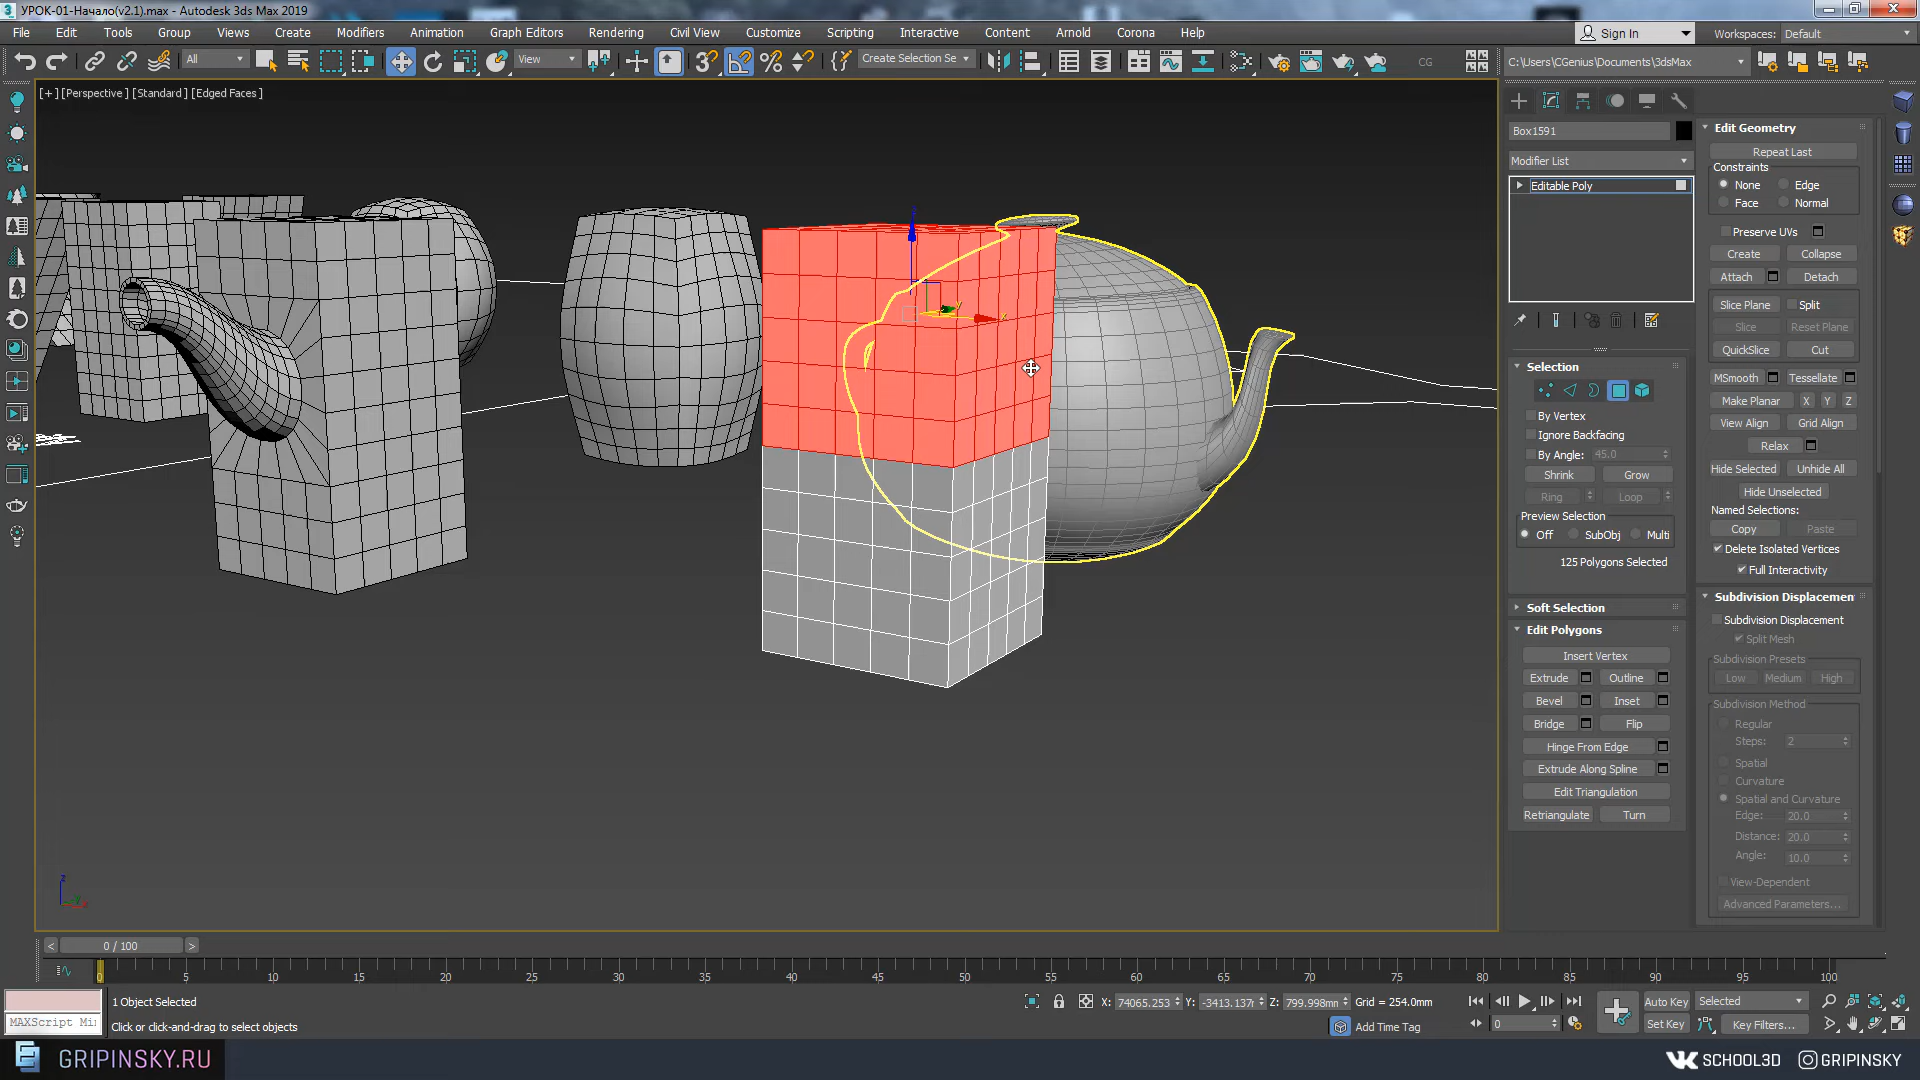 УРОК-01-Начало(v2.1).max - Autodesk 3ds Max 2019
File Edit Tools Group Views Create Modifiers Animation Graph Editors Rendering Civil View Customize Scripting Interactive Content Arnold Corona Help
Sign In
Workspaces: Default
All
View
Create Selection Se
CG
C:\Users\CGenius\Documents\3dsMax
[+] [Perspective ] [Standard ] [Edged Faces ]
Box1591
Modifier List
Editable Poly
Selection
By Vertex
Ignore Backfacing
By Angle: 45.0
Shrink Grow
Ring Loop
Preview Selection
Off SubObj Multi
125 Polygons Selected
Soft Selection
Edit Polygons
Insert Vertex
Extrude Outline
Bevel Inset
Bridge Flip
Hinge From Edge
Extrude Along Spline
Edit Triangulation
Retriangulate Turn
Edit Geometry
Repeat Last
Constraints
None Edge
Face Normal
Preserve UVs
Create Collapse
Attach Detach
Slice Plane Split
Slice Reset Plane
QuickSlice Cut
MSmooth Tessellate
Make Planar X Y Z
View Align Grid Align
Relax
Hide Selected Unhide All
Hide Unselected
Named Selections:
Copy Paste
Delete Isolated Vertices
Full Interactivity
Subdivision Displacement
Subdivision Displacement
Split Mesh
Subdivision Presets
Low Medium High
Subdivision Method
Regular
Steps: 2
Spatial
Curvature
Spatial and Curvature
Edge: 20.0
Distance: 20.0
Angle: 10.0
View-Dependent
Advanced Parameters...
< 0 / 100 >
0 5 10 15 20 25 30 35 40 45 50 55 60 65 70 75 80 85 90 95 100
1 Object Selected
X: 74065.253 Y: -3413.137r Z: 799.998mn Grid = 254.0mm
Auto Key Selected
MAXScript Mi
Click or click-and-drag to select objects
Add Time Tag
0
Set Key Key Filters...
GRIPINSKY.RU
SCHOOL3D GRIPINSKY